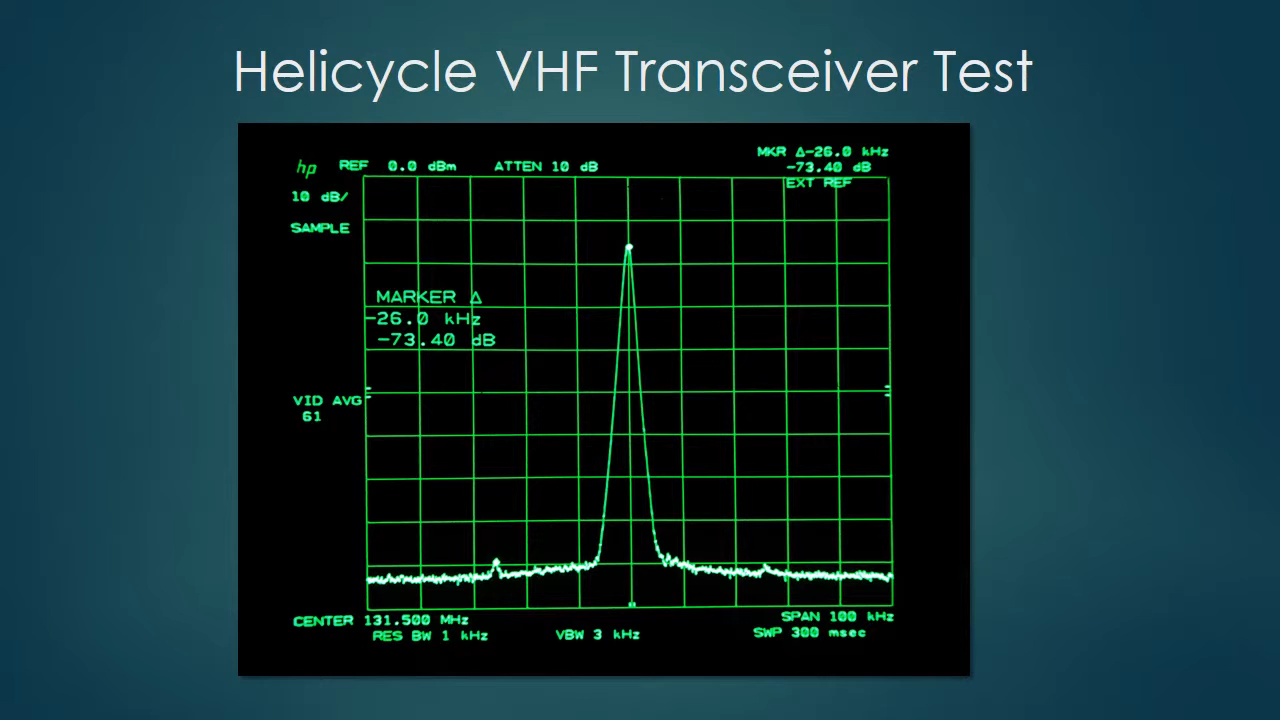 Helicycle VHF Transceiver Test
MKR Δ-26.0 kHz
hp REF 0.0 dBm ATTEN 10 dB -73.40 dB
EXT REF
10 dB/
SAMPLE
MARKER Δ
-26.0 kHz
-73.40 dB
VID AVG
61
CENTER 131.500 MHz SPAN 100 kHz
RES BW 1 kHz VBW 3 kHz SWP 300 msec